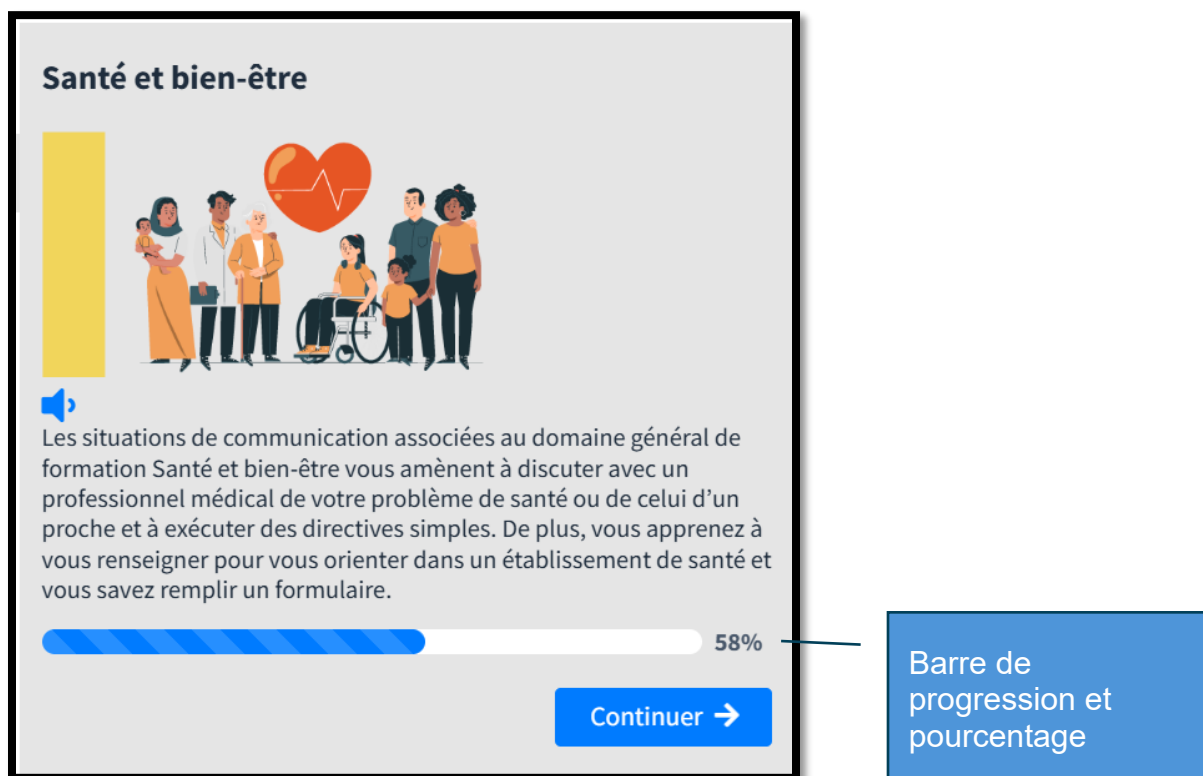 Santé et bien-être
Les situations de communication associées au domaine général de
formation Santé et bien-être vous amènent à discuter avec un
professionnel médical de votre problème de santé ou de celui d’un
proche et à exécuter des directives simples. De plus, vous apprenez à
vous renseigner pour vous orienter dans un établissement de santé et
vous savez remplir un formulaire.
58%
Continuer →
Barre de
progression et
pourcentage